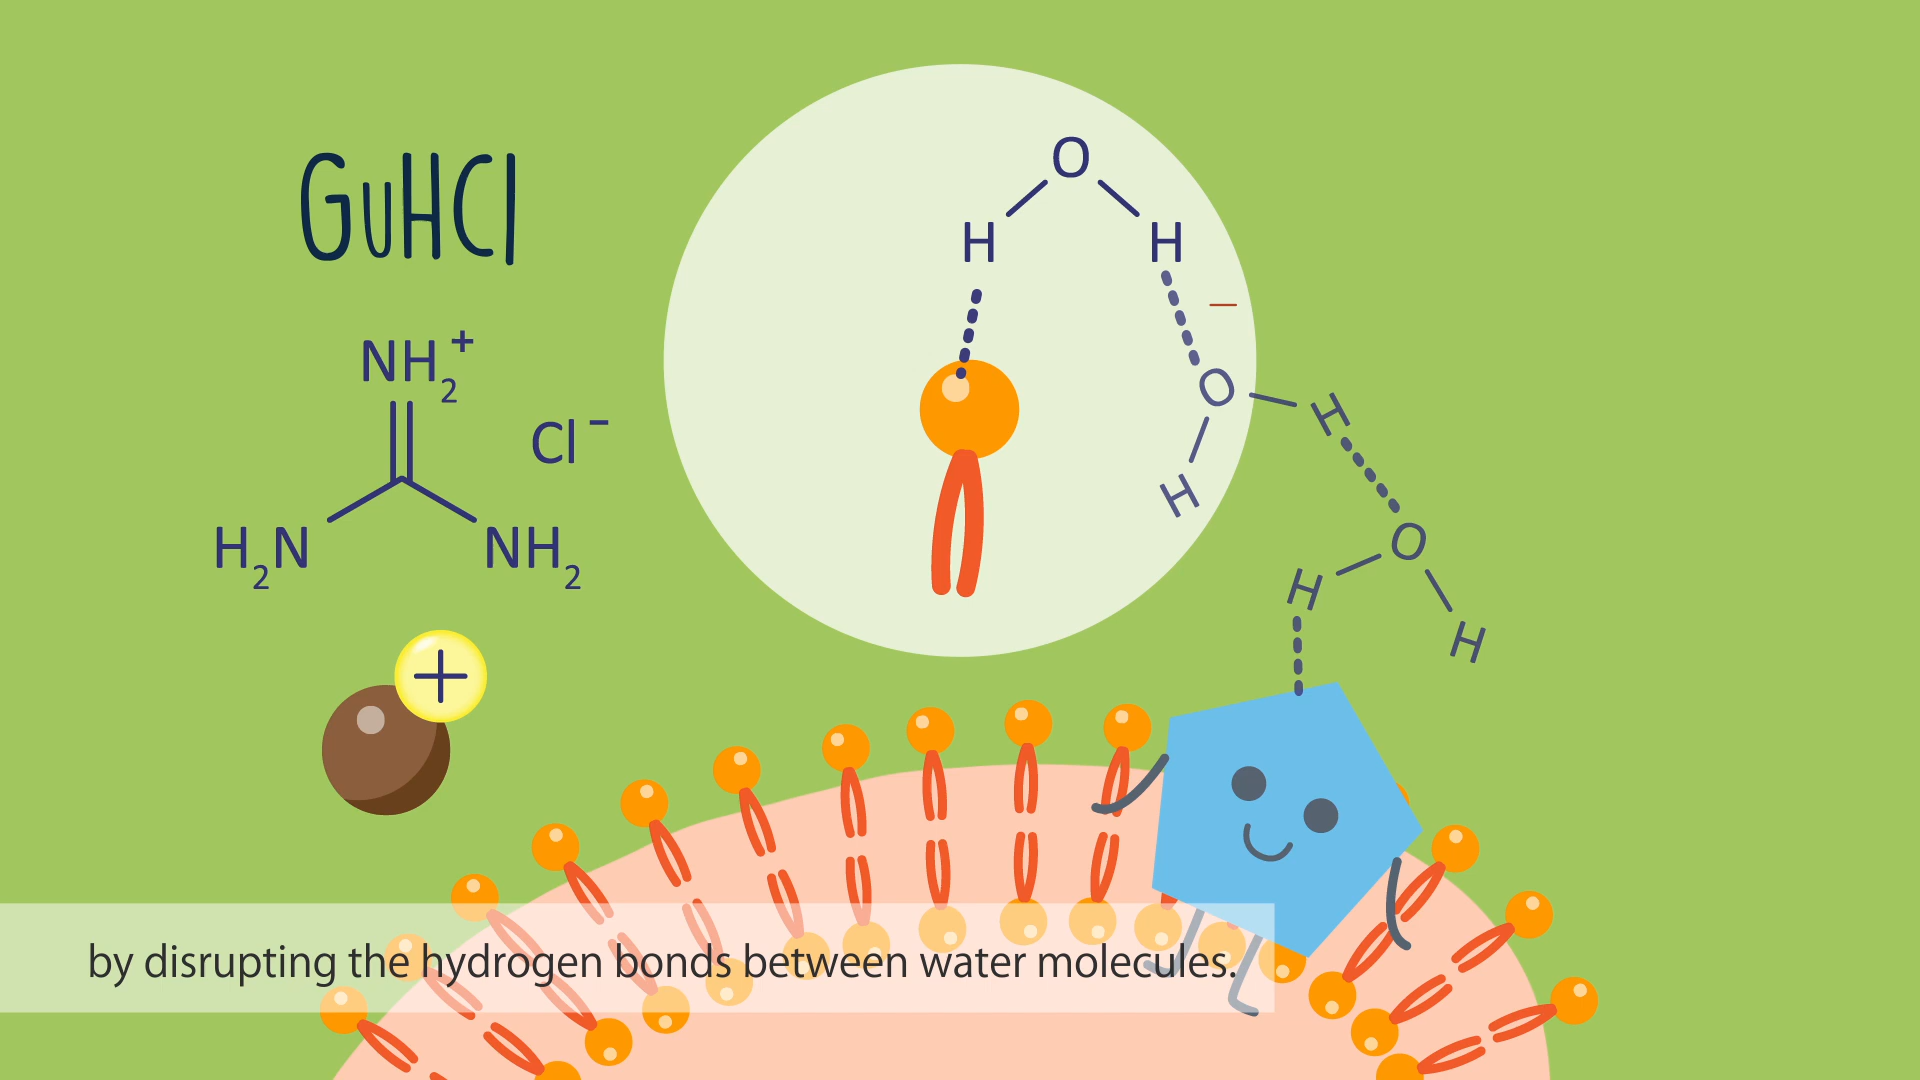 GuHCl
NH₂⁺
Cl⁻
H₂N
NH₂
+
O
H H
–
O
H
H
O
H
H
by disrupting the hydrogen bonds between water molecules.